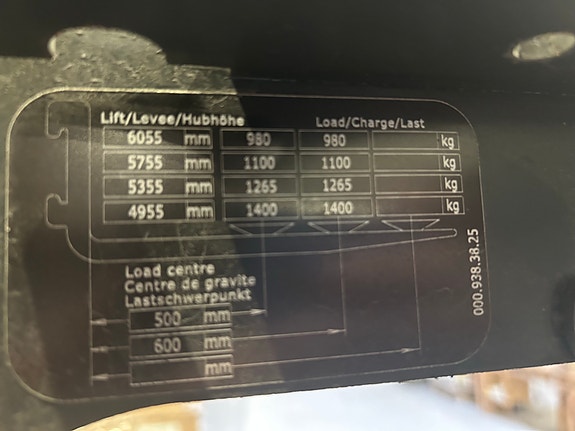 Lift/Levee/Hubhöhe Load/Charge/Last
6055 mm 980 980 kg
5755 mm 1100 1100 kg
5355 mm 1265 1265 kg
4955 mm 1400 1400 kg
Load centre
Centre de gravite
Lastschwerpunkt
500 mm
600 mm
mm
000.938.38.25